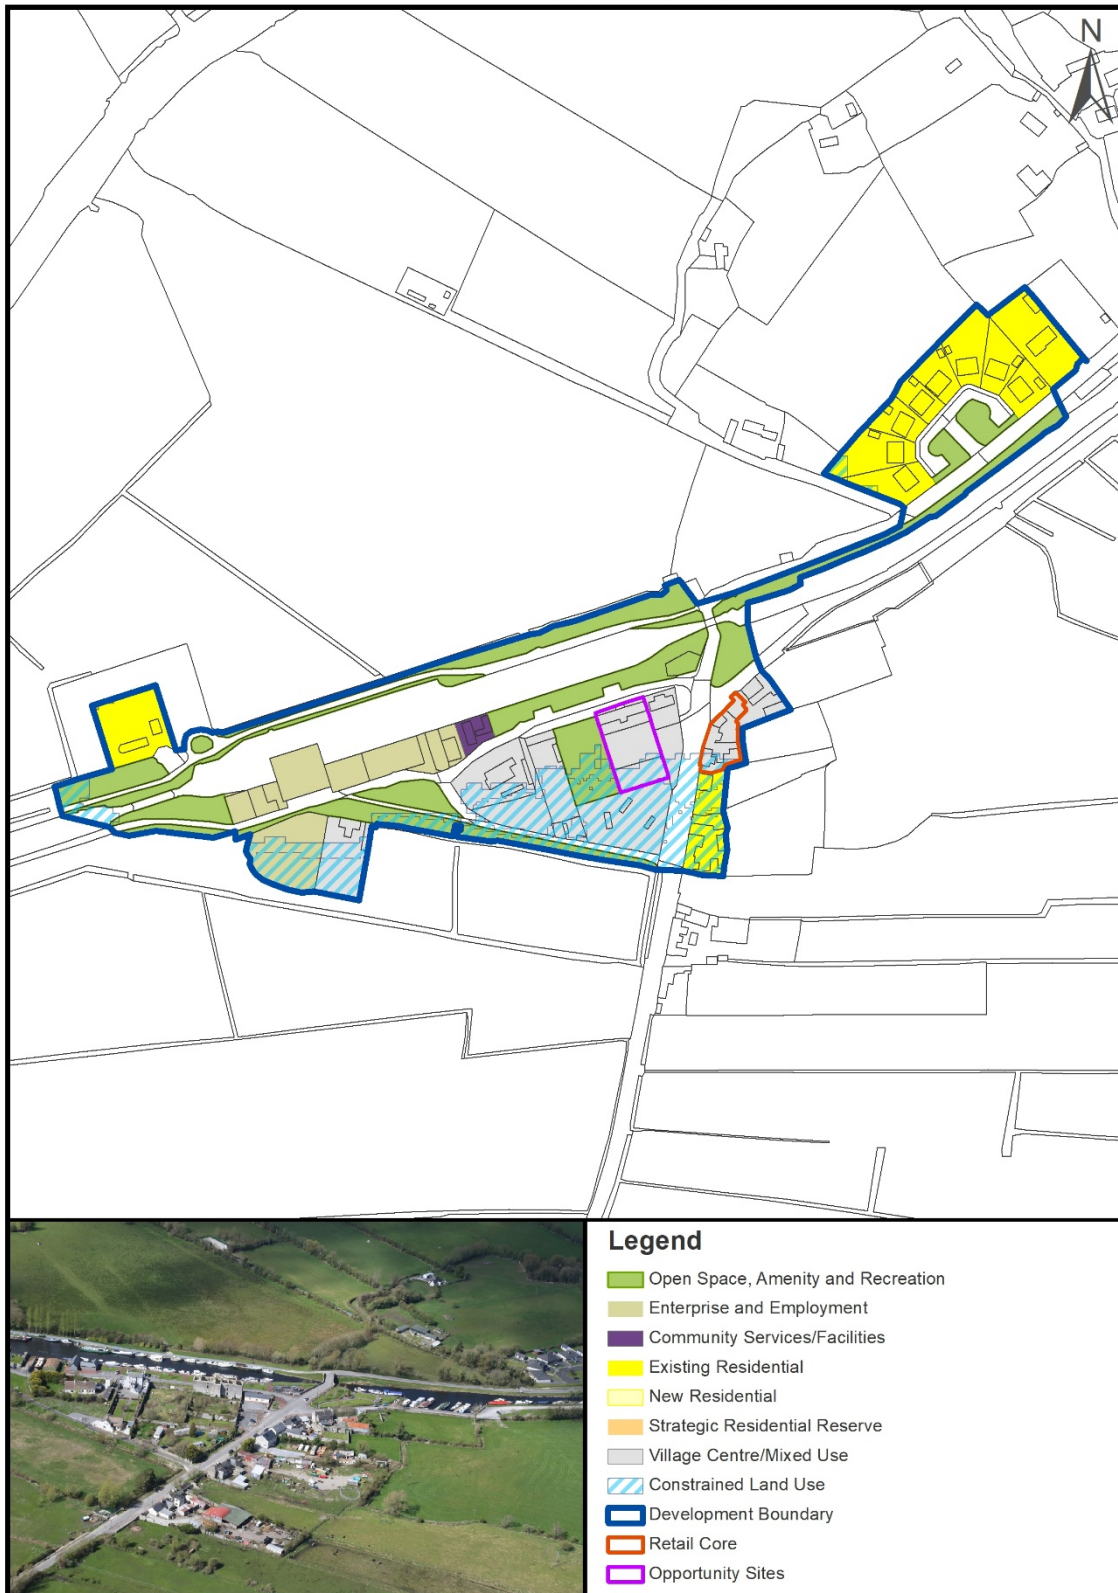 N
Legend
Open Space, Amenity and Recreation
Enterprise and Employment
Community Services/Facilities
Existing Residential
New Residential
Strategic Residential Reserve
Village Centre/Mixed Use
Constrained Land Use
Development Boundary
Retail Core
Opportunity Sites